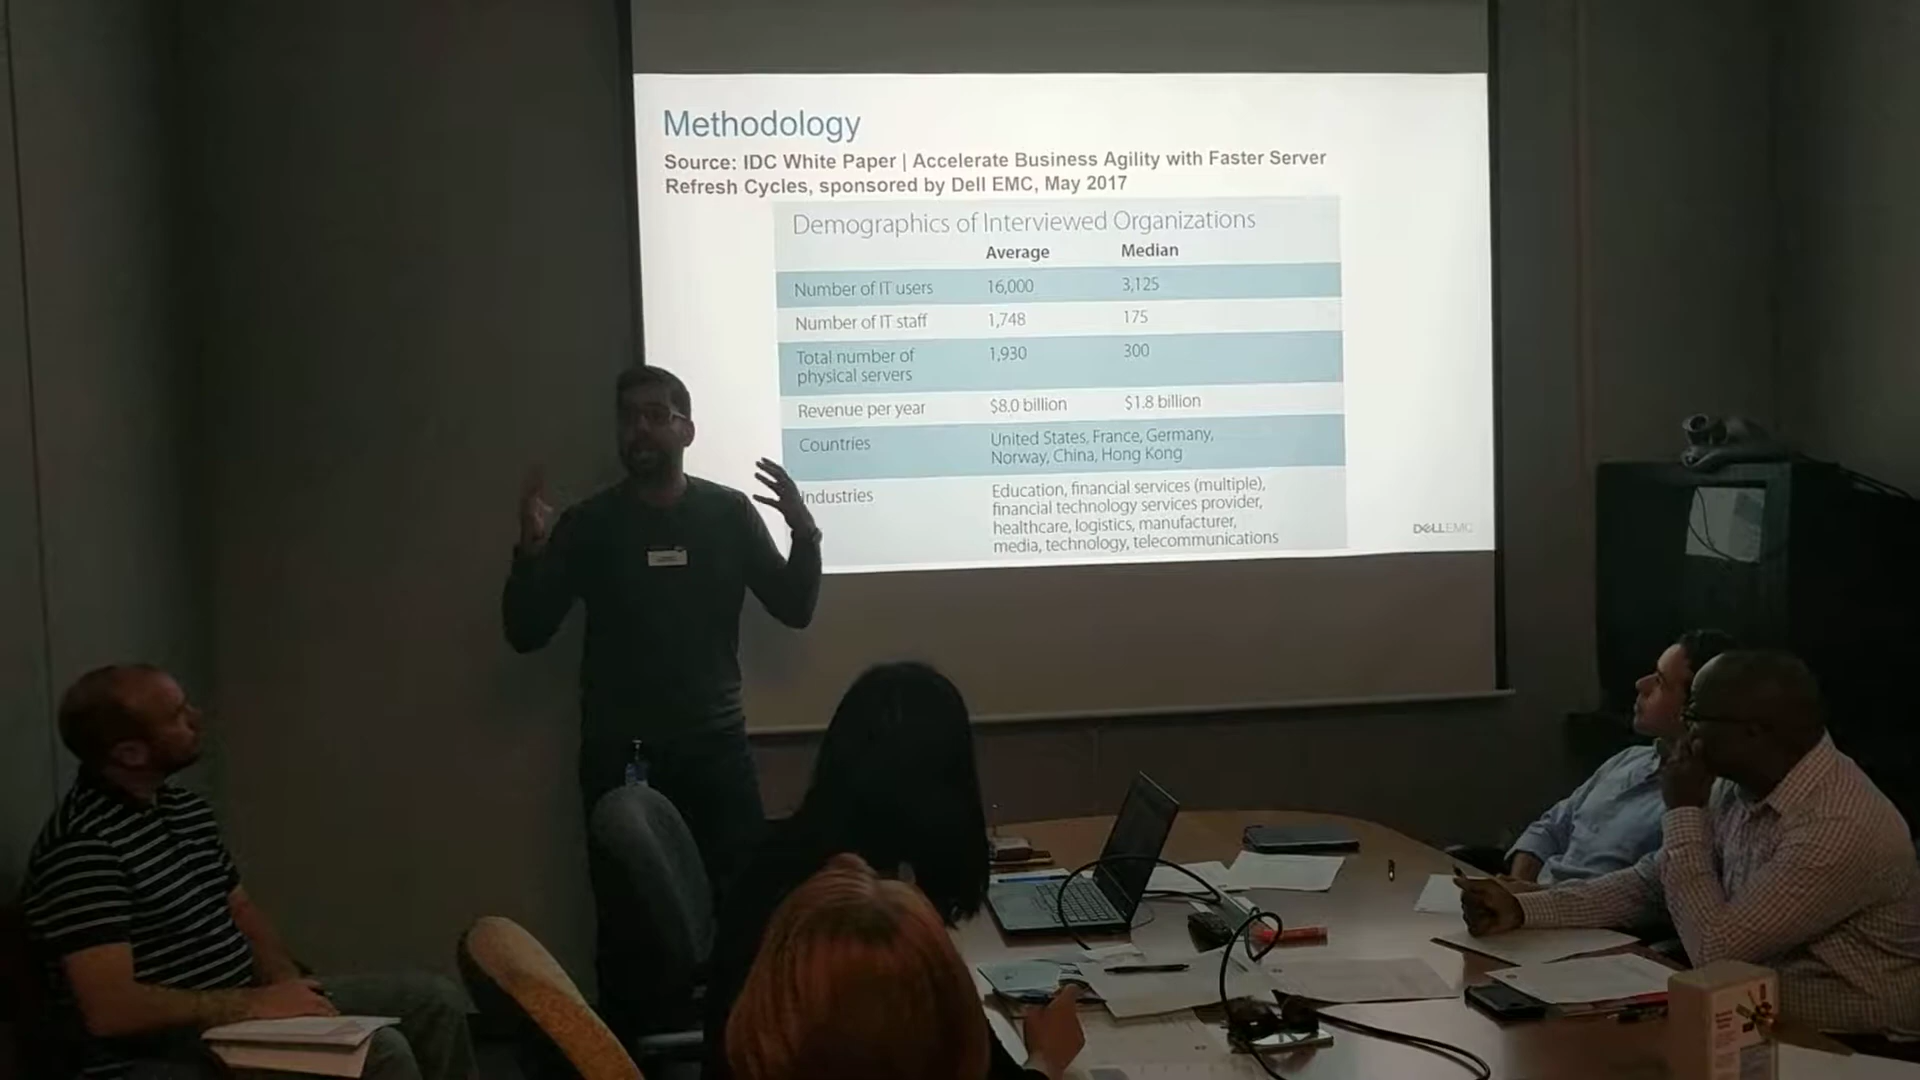 Methodology
Source: IDC White Paper | Accelerate Business Agility with Faster Server
Refresh Cycles, sponsored by Dell EMC, May 2017
Demographics of Interviewed Organizations
Average Median
Number of IT users 16,000 3,125
Number of IT staff 1,748 175
Total number of
physical servers 1,930 300
Revenue per year $8.0 billion $1.8 billion
Countries United States, France, Germany,
Norway, China, Hong Kong
Industries Education, financial services (multiple),
financial technology services provider,
healthcare, logistics, manufacturer,
media, technology, telecommunications
DELLEMC